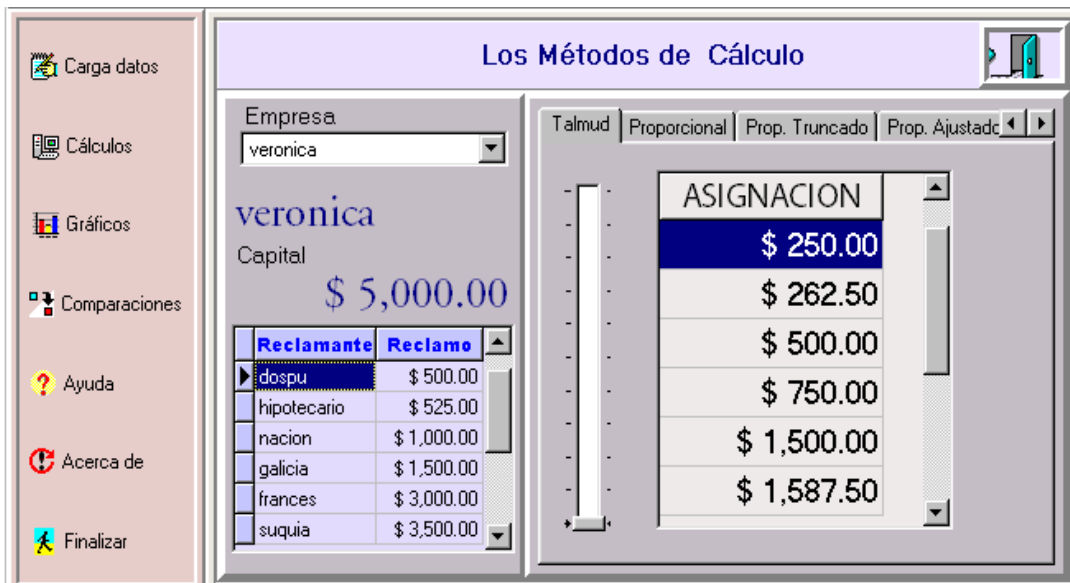 Carga datos
Cálculos
Gráficos
Comparaciones
Ayuda
Acerca de
Finalizar
Los Métodos de Cálculo
Empresa
veronica
veronica
Capital
$ 5,000.00
Reclamante Reclamo
dospu $ 500.00
hipotecario $ 525.00
nacion $ 1,000.00
galicia $ 1,500.00
frances $ 3,000.00
suquia $ 3,500.00
Talmud Proporcional Prop. Truncado Prop. Ajustado
ASIGNACION
$ 250.00
$ 262.50
$ 500.00
$ 750.00
$ 1,500.00
$ 1,587.50